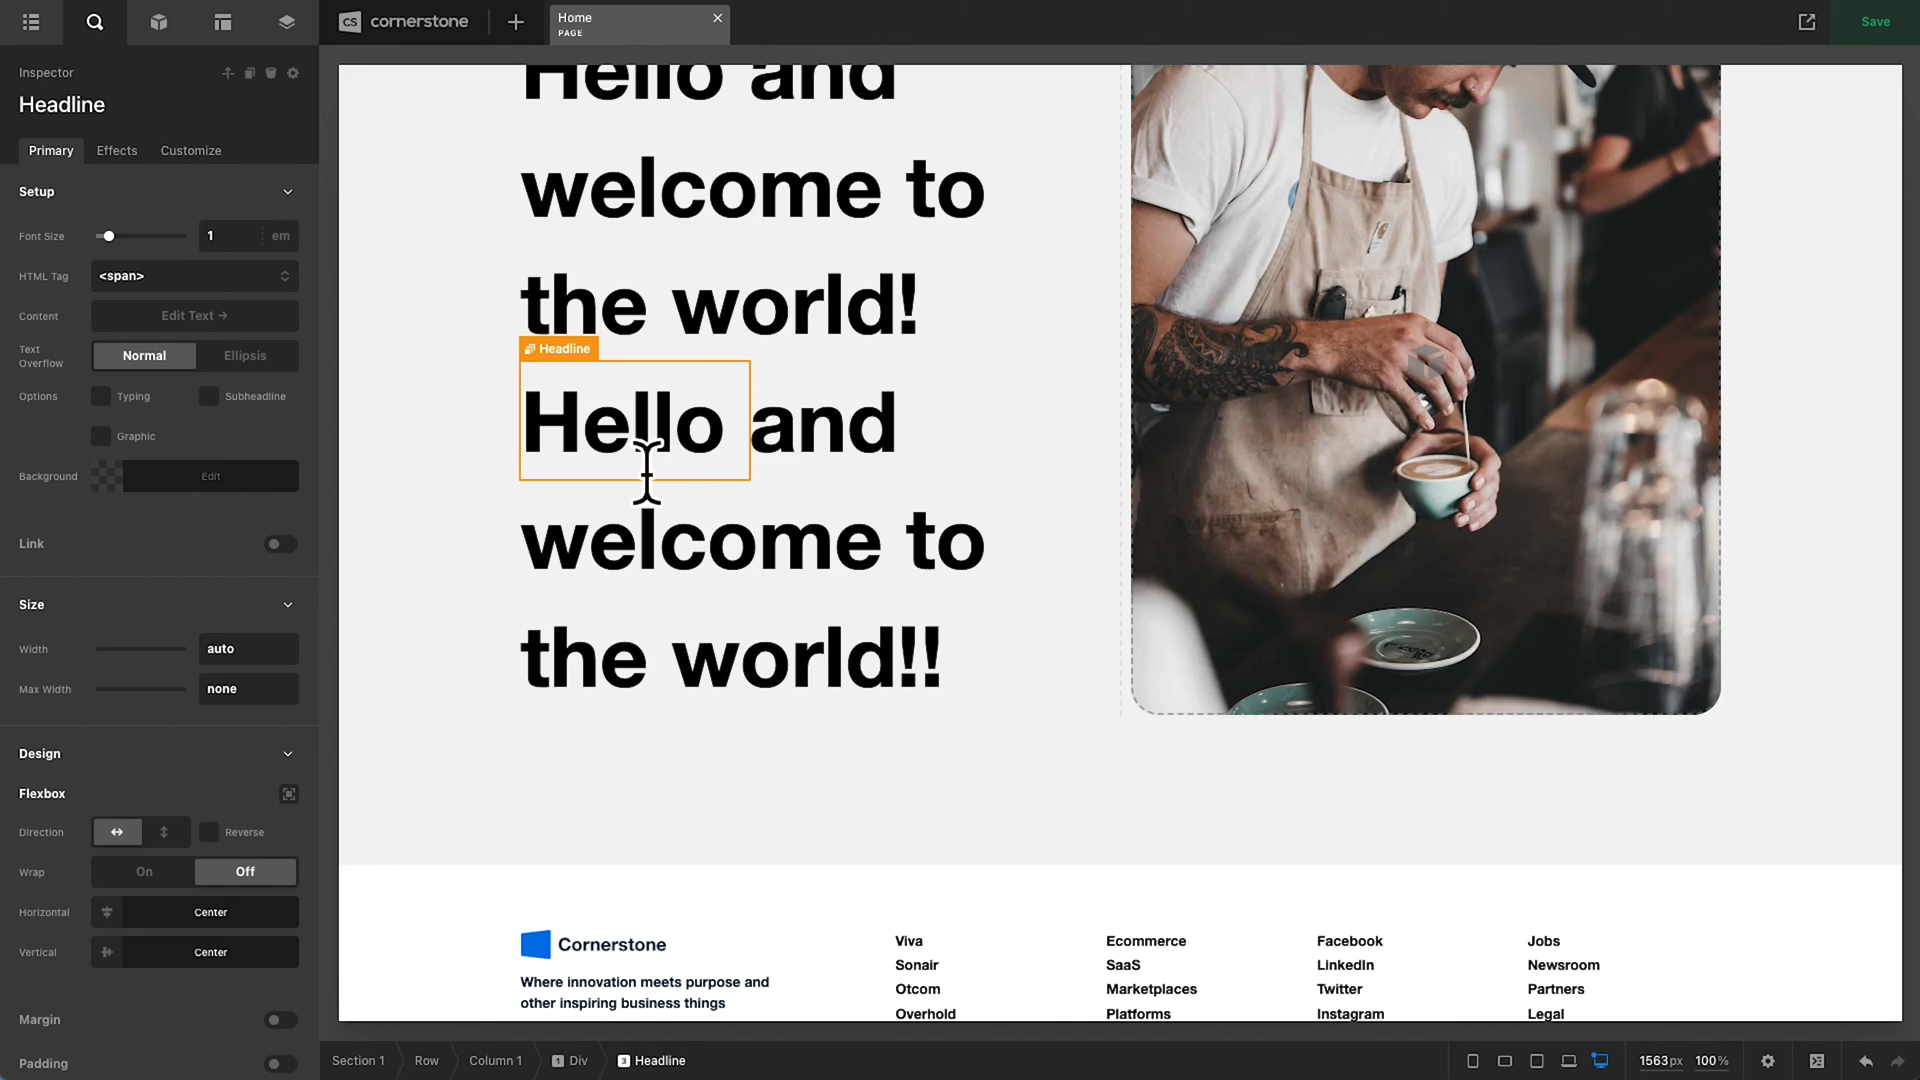 CS cornerstone
Home
PAGE
Save
Inspector
Headline
Primary
Effects
Customize
Setup
Font Size
1
em
HTML Tag
<span>
Content
Edit Text →
Text Overflow
Normal
Ellipsis
Options
Typing
Subheadline
Graphic
Background
Edit
Link
Size
Width
auto
Max Width
none
Design
Flexbox
Direction
Reverse
Wrap
On
Off
Horizontal
Center
Vertical
Center
Margin
Padding
Hello and
welcome to
the world!
Headline
Hello and
welcome to
the world!!
Cornerstone
Where innovation meets purpose and
other inspiring business things
Viva
Sonair
Otcom
Overhold
Ecommerce
SaaS
Marketplaces
Platforms
Facebook
LinkedIn
Twitter
Instagram
Jobs
Newsroom
Partners
Legal
Section 1
Row
Column 1
1 Div
3 Headline
1563px
100%